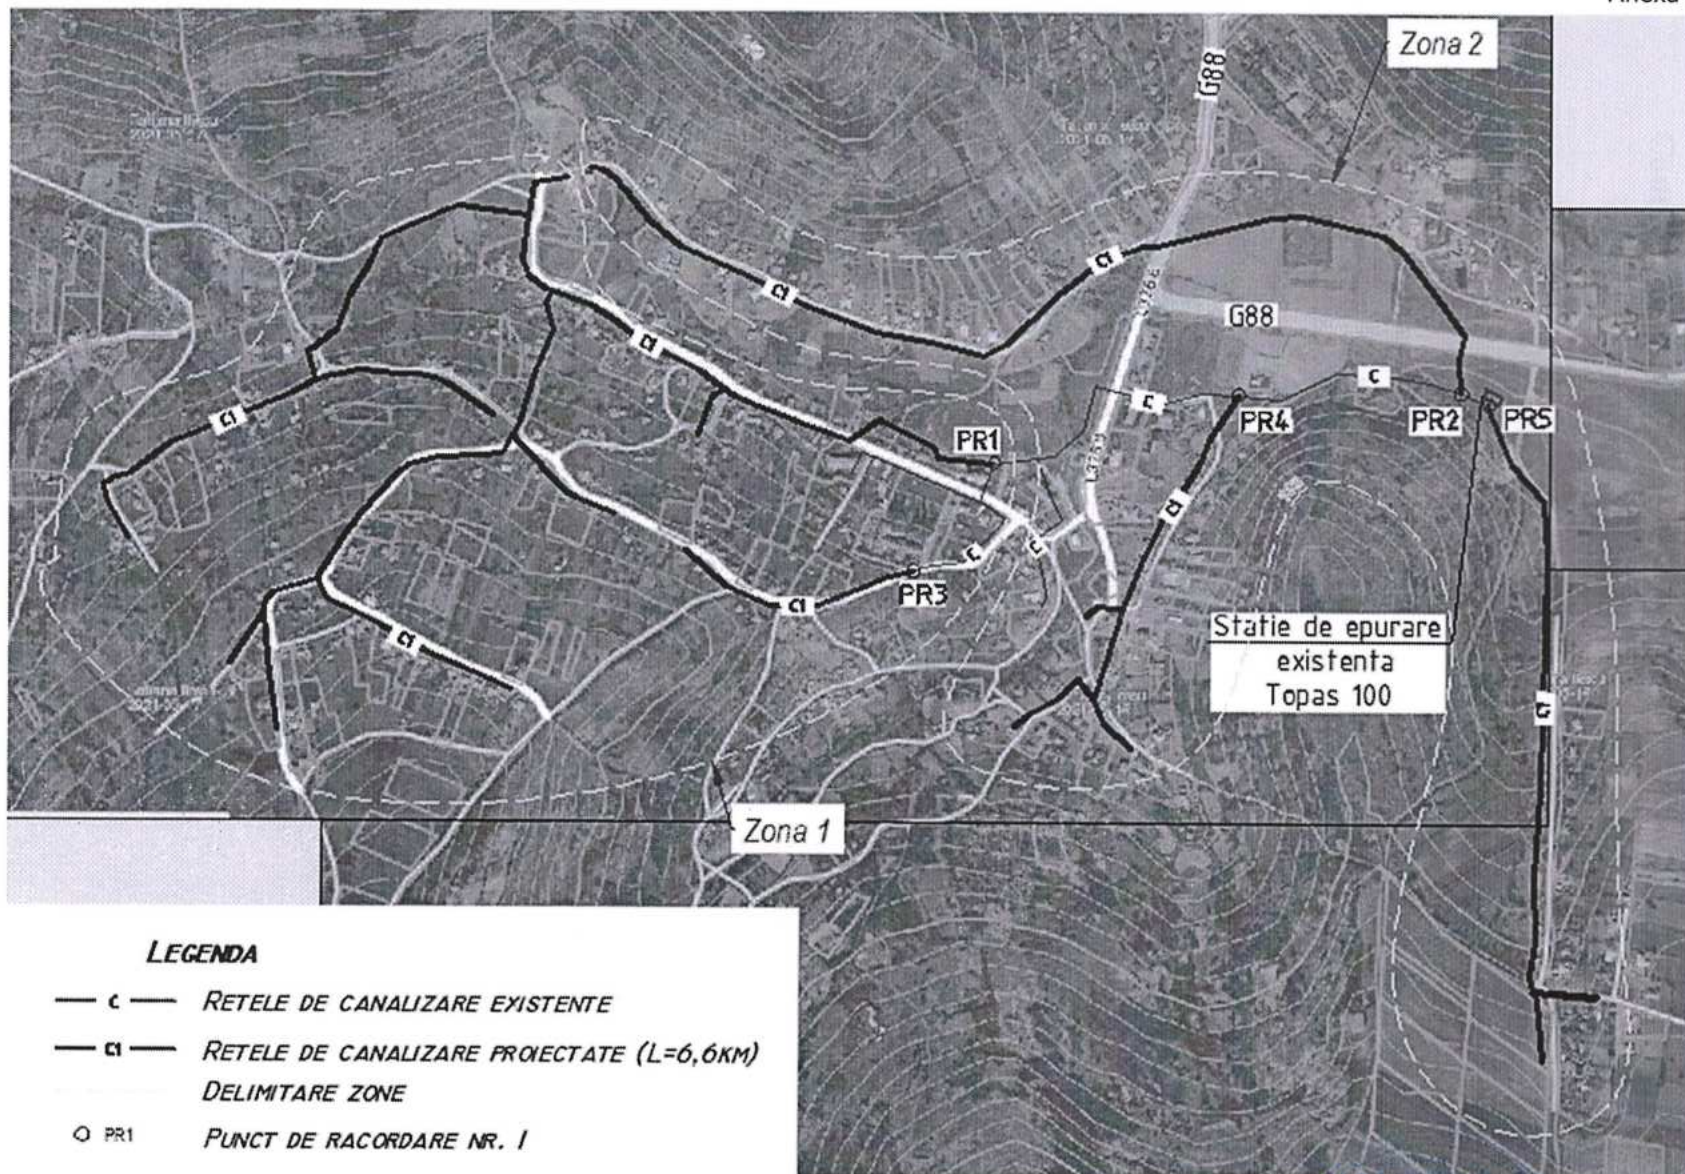 Zona 2
G88
C1
C1
G88
C1
C
C
C1
PR1
PR4
PR2
PR5
C1
C
C
PR3
C1
C1
Statie de epurare
existenta
Topas 100
C1
Zona 1
LEGENDA
C RETELE DE CANALIZARE EXISTENTE
C1 RETELE DE CANALIZARE PROIECTATE (L=6,6KM)
DELIMITARE ZONE
PR1 PUNCT DE RACORDARE NR. 1